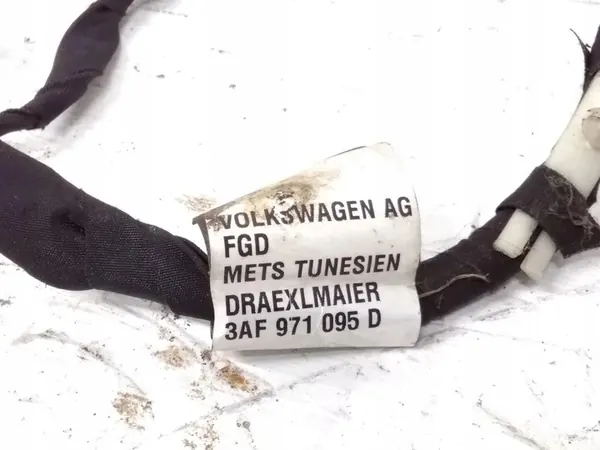 VOLKSWAGEN AG
FGD
METS TUNESIEN
DRAEXLMAIER
3AF 971 095 D